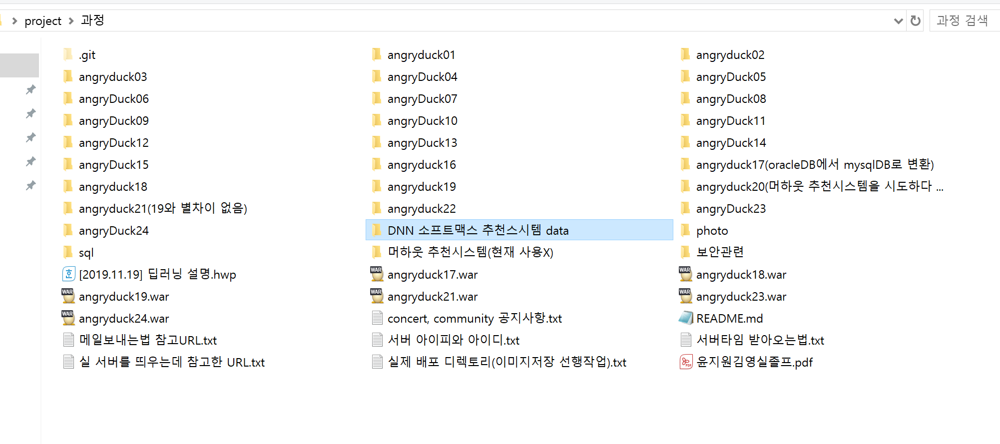 project > 과정
과정 검색
.git
angryduck01
angryduck02
angryduck03
angryDuck04
angryDuck05
angryDuck06
angryDuck07
angryDuck08
angryDuck09
angryDuck10
angryDuck11
angryDuck12
angryDuck13
angryDuck14
angryDuck15
angryduck16
angryduck17(oracleDB에서 mysqlDB로 변환)
angryduck18
angryduck19
angryduck20(머하웃 추천시스템을 시도하다 ...
angryduck21(19와 별차이 없음)
angryduck22
angryDuck23
angryDuck24
DNN 소프트맥스 추천스시템 data
photo
sql
머하웃 추천시스템(현재 사용X)
보안관련
[2019.11.19] 딥러닝 설명.hwp
WAR angryduck17.war
WAR angryduck18.war
WAR angryduck19.war
WAR angryduck21.war
WAR angryduck23.war
WAR angryduck24.war
concert, community 공지사항.txt
README.md
메일보내는법 참고URL.txt
서버 아이피와 아이디.txt
서버타임 받아오는법.txt
실 서버를 띄우는데 참고한 URL.txt
실제 배포 디렉토리(이미지저장 선행작업).txt
PDF 윤지원김영실졸프.pdf